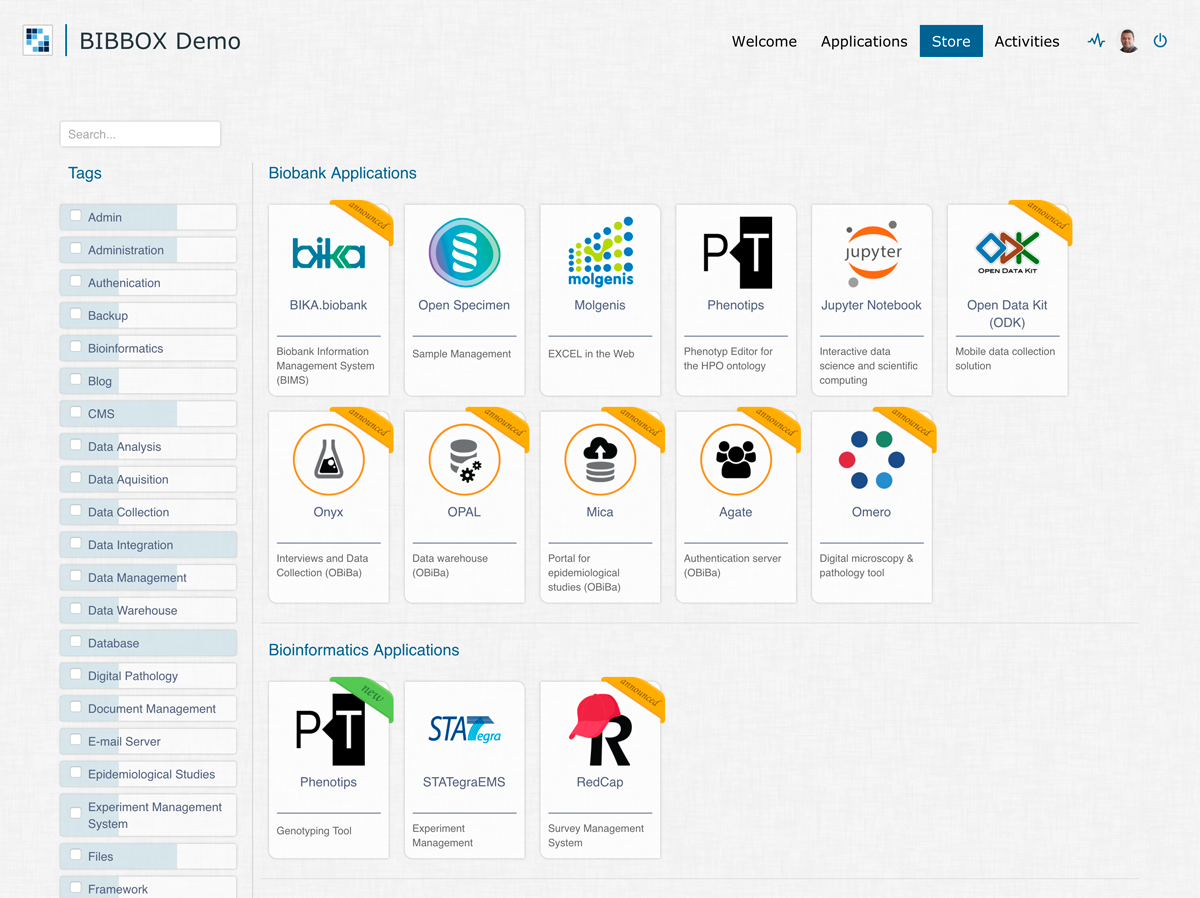 BIBBOX Demo
Welcome
Applications
Store
Activities
Search...
Tags
Admin
Administration
Authenication
Backup
Bioinformatics
Blog
CMS
Data Analysis
Data Aquisition
Data Collection
Data Integration
Data Management
Data Warehouse
Database
Digital Pathology
Document Management
E-mail Server
Epidemiological Studies
Experiment Management
System
Files
Framework
Biobank Applications
announced
bika
BIKA.biobank
Biobank Information
Management System
(BIMS)
Open Specimen
Sample Management
molgenis
Molgenis
EXCEL in the Web
PT
Phenotips
Phenotyp Editor for
the HPO ontology
jupyter
Jupyter Notebook
Interactive data
science and scientific
computing
announced
ODK
OPEN DATA KIT
Open Data Kit
(ODK)
Mobile data collection
solution
announced
Onyx
Interviews and Data
Collection (OBiBa)
announced
OPAL
Data warehouse
(OBiBa)
announced
Mica
Portal for
epidemiological
studies (OBiBa)
announced
Agate
Authentication server
(OBiBa)
announced
Omero
Digital microscopy &
pathology tool
Bioinformatics Applications
new
PT
Phenotips
Genotyping Tool
STATegra
STATegraEMS
Experiment
Management
announced
R
RedCap
Survey Management
System